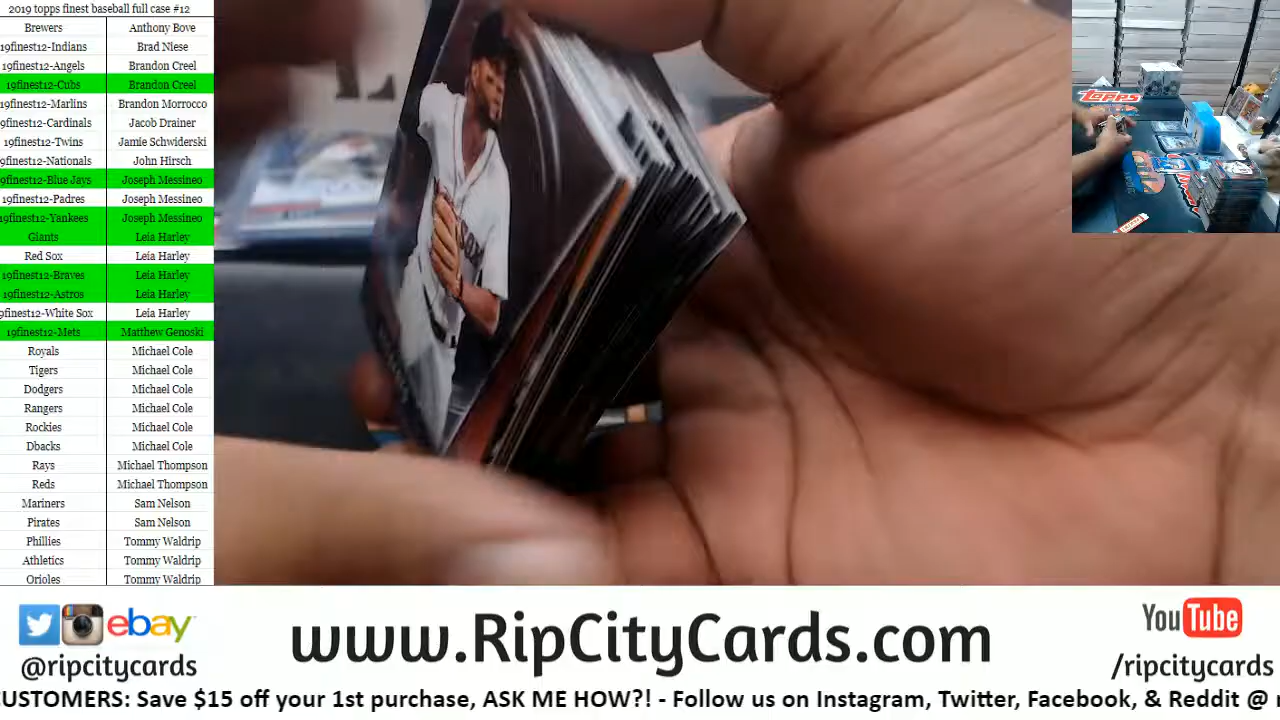 2019 topps finest baseball full case #12
Brewers Anthony Bove
19finest12-Indians Brad Niese
19finest12-Angels Brandon Creel
19finest12-Cubs Brandon Creel
19finest12-Marlins Brandon Morrocco
19finest12-Cardinals Jacob Drainer
19finest12-Twins Jamie Schwiderski
19finest12-Nationals John Hirsch
9finest12-Blue Jays Joseph Messineo
19finest12-Padres Joseph Messineo
19finest12-Yankees Joseph Messineo
Giants Leia Harley
Red Sox Leia Harley
19finest12-Braves Leia Harley
19finest12-Astros Leia Harley
9finest12-White Sox Leia Harley
19finest12-Mets Matthew Genoski
Royals Michael Cole
Tigers Michael Cole
Dodgers Michael Cole
Rangers Michael Cole
Rockies Michael Cole
Dbacks Michael Cole
Rays Michael Thompson
Reds Michael Thompson
Mariners Sam Nelson
Pirates Sam Nelson
Phillies Tommy Waldrip
Athletics Tommy Waldrip
Orioles Tommy Waldrip
Topps
ebay
@ripcitycards
www.RipCityCards.com
YouTube
/ripcitycards
CUSTOMERS: Save $15 off your 1st purchase, ASK ME HOW?! - Follow us on Instagram, Twitter, Facebook, & Reddit @